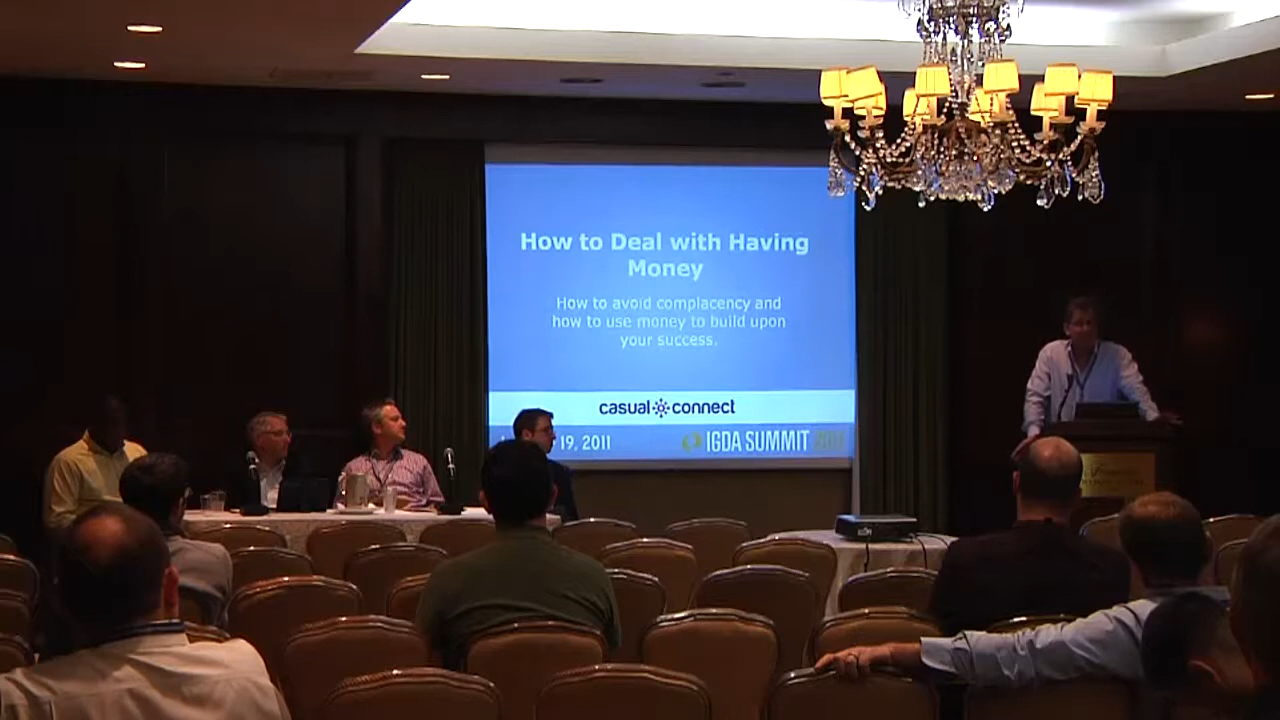 How to Deal with Having
Money
How to avoid complacency and
how to use money to build upon
your success.
casual connect
19, 2011
IGDA SUMMIT